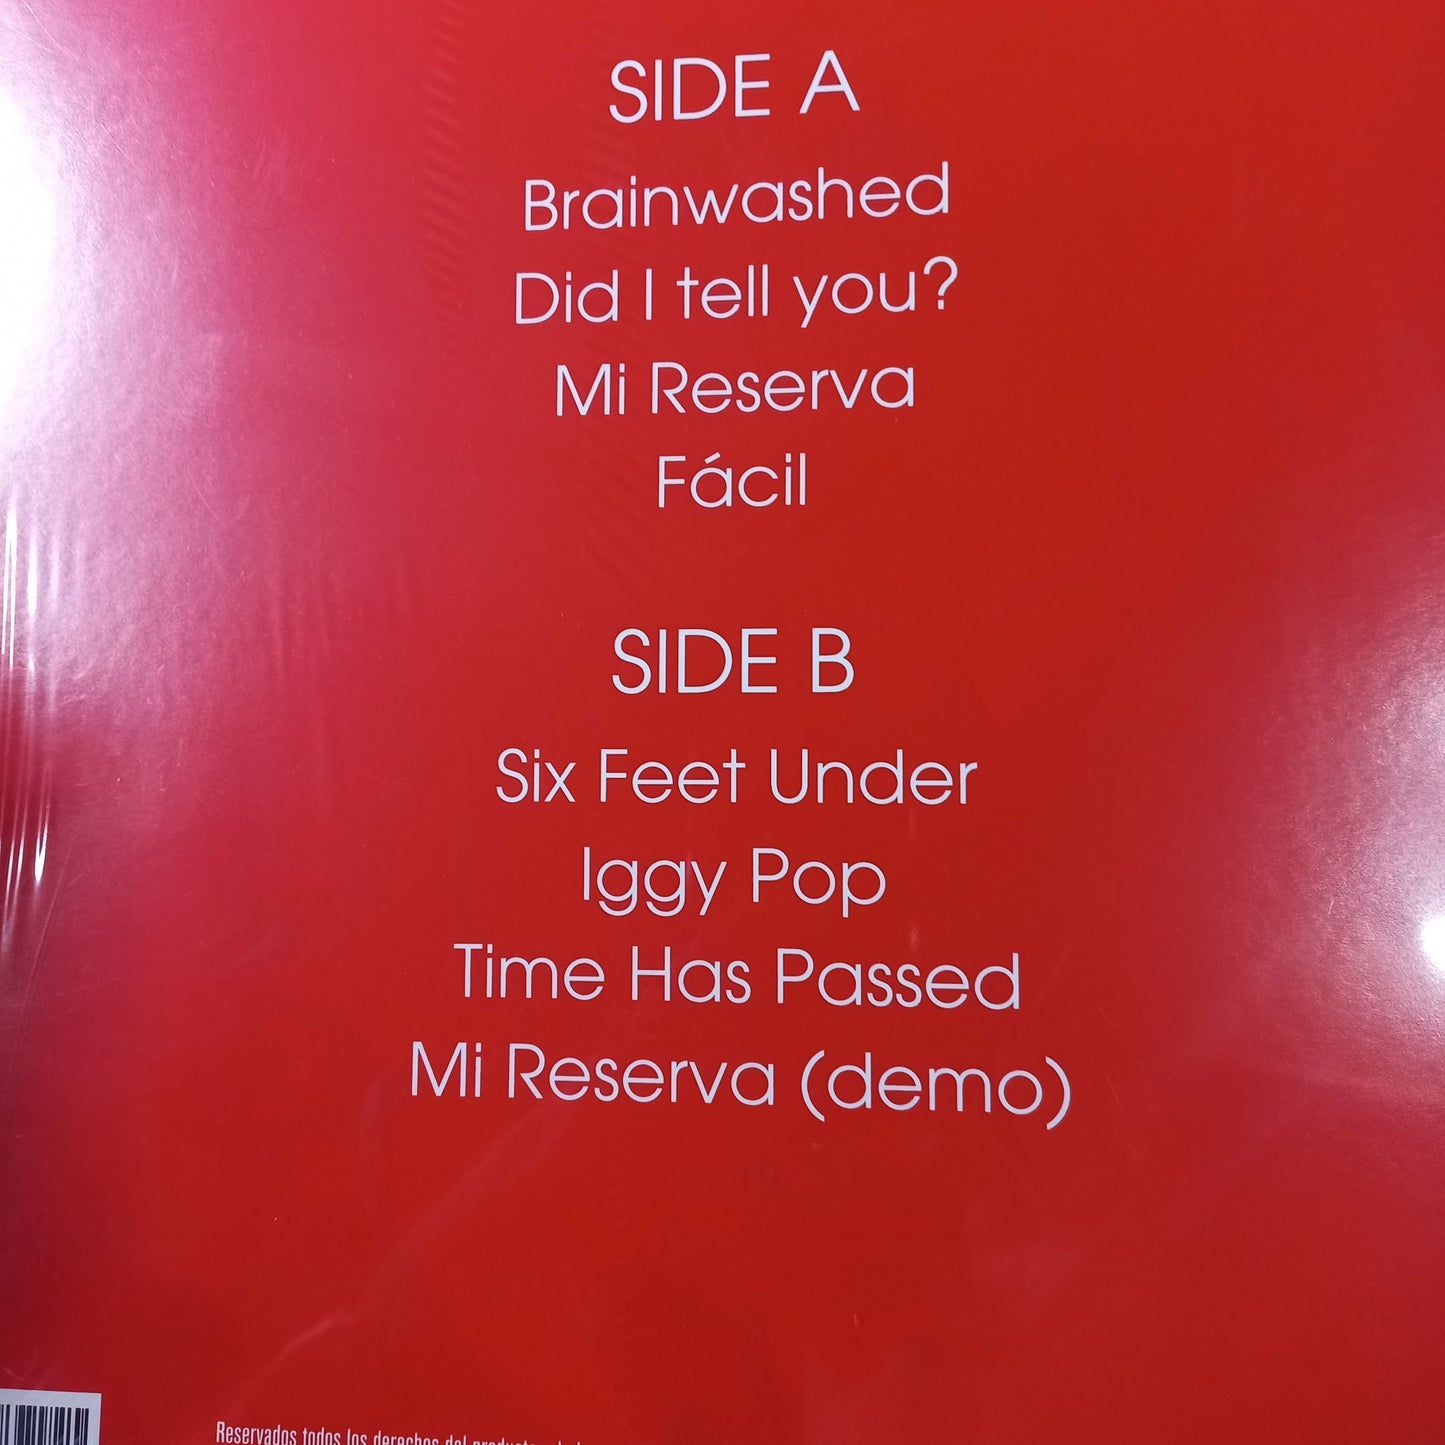 SIDE A
Brainwashed
Did I tell you?
Mi Reserva
Fácil
SIDE B
Six Feet Under
Iggy Pop
Time Has Passed
Mi Reserva (demo)
Reservados todos los derechos del